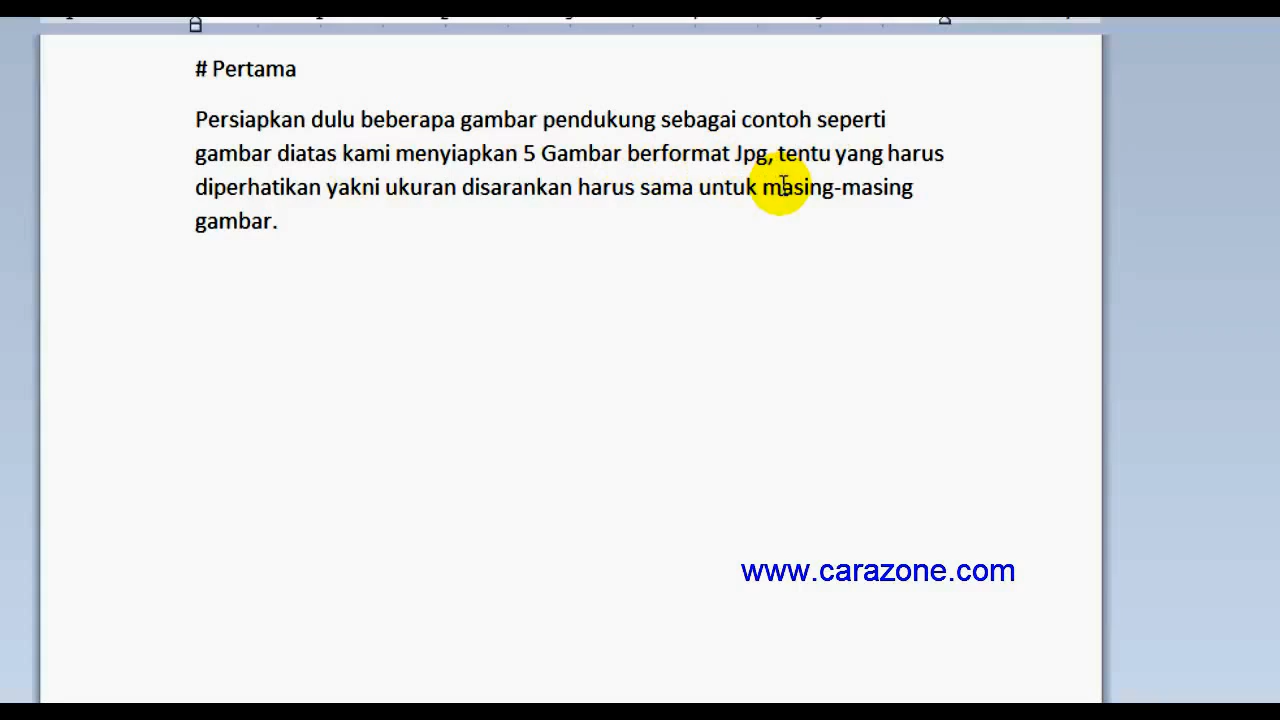 # Pertama
Persiapkan dulu beberapa gambar pendukung sebagai contoh seperti
gambar diatas kami menyiapkan 5 Gambar berformat Jpg, tentu yang harus
diperhatikan yakni ukuran disarankan harus sama untuk masing-masing
gambar.
www.carazone.com